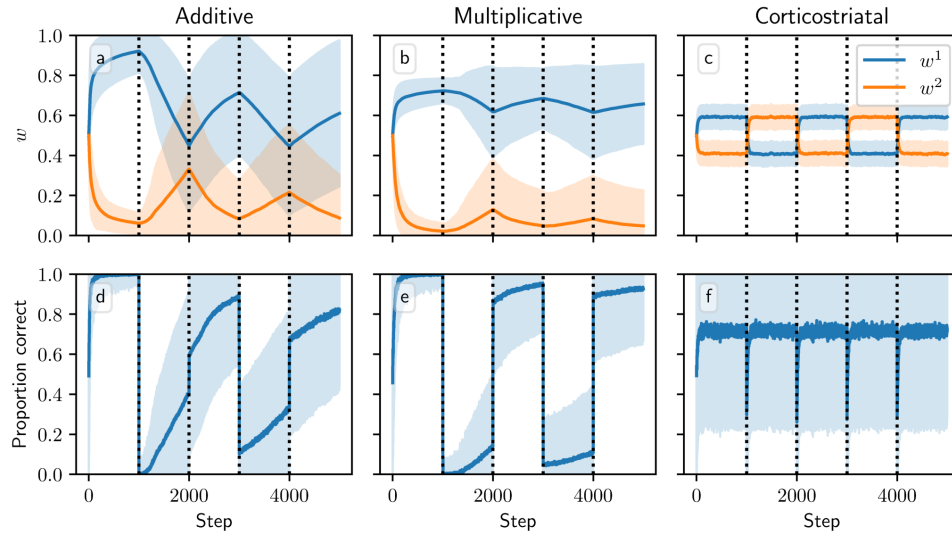 Additive Multiplicative Corticostriatal
1.0
0.8
0.6
0.4
0.2
0.0
w
a
b
c
w¹
w²
1.0
0.8
0.6
0.4
0.2
0.0
Proportion correct
d
e
f
0 2000 4000 0 2000 4000 0 2000 4000
Step Step Step